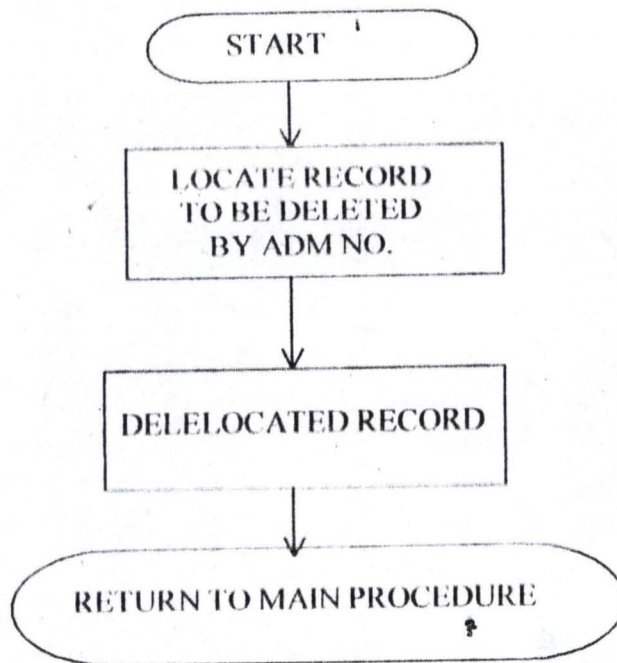 START
LOCATE RECORD
TO BE DELETED
BY ADM NO.
DELELOCATED RECORD
RETURN TO MAIN PROCEDURE